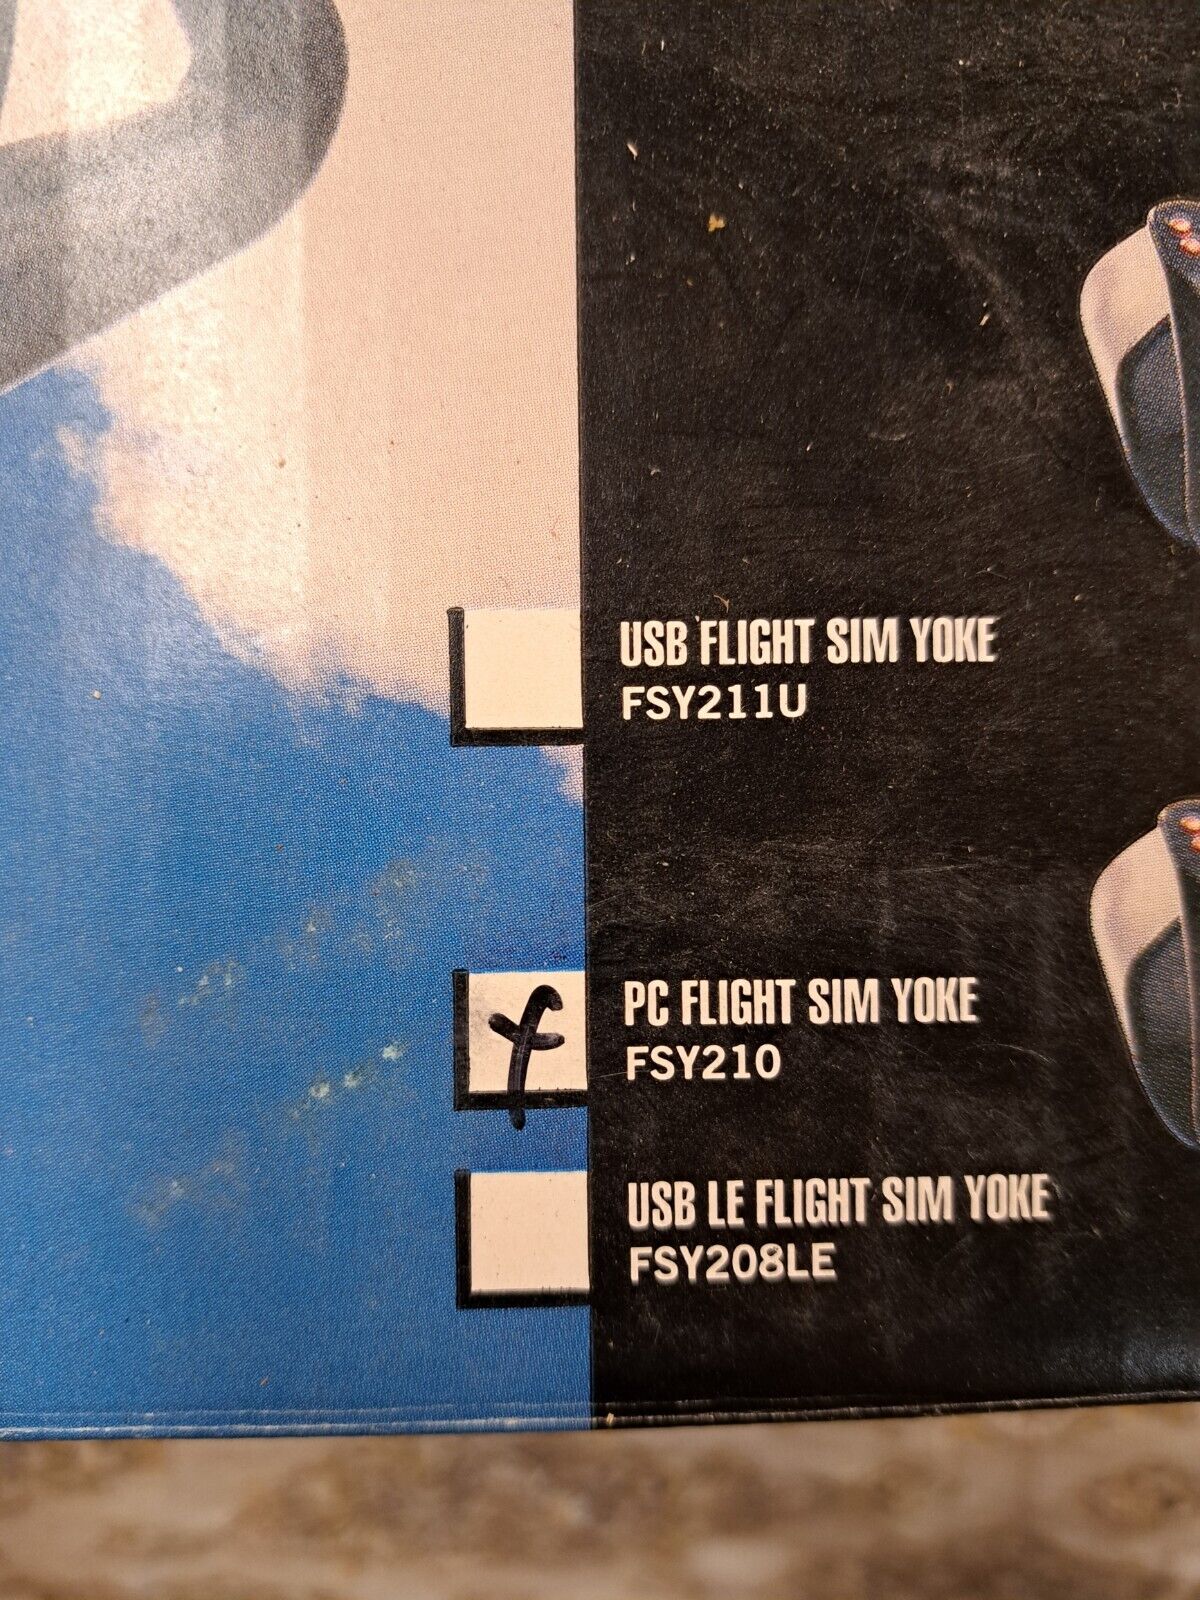 USB FLIGHT SIM YOKE
FSY211U
PC FLIGHT SIM YOKE
FSY210
USB LE FLIGHT SIM YOKE
FSY208LE